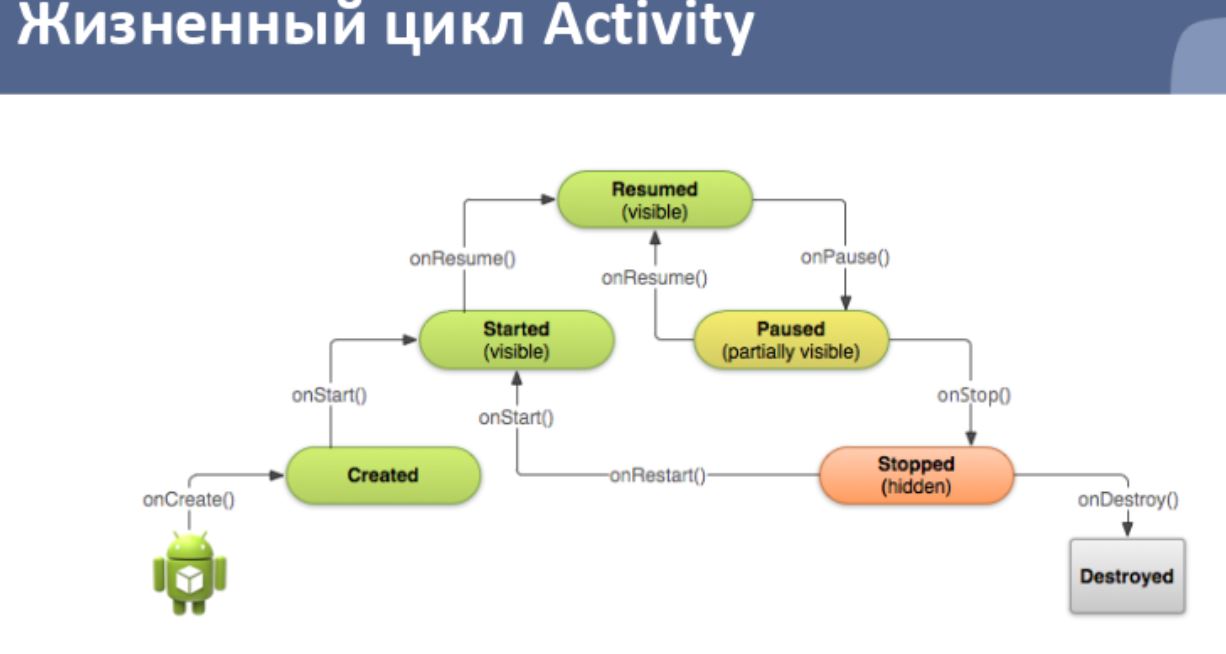 Жизненный цикл Activity
Resumed
(visible)
onResume()
onResume()
onPause()
Started
(visible)
Paused
(partially visible)
onStart()
onStart()
onStop()
Created
onRestart()
Stopped
(hidden)
onCreate()
onDestroy()
Destroyed